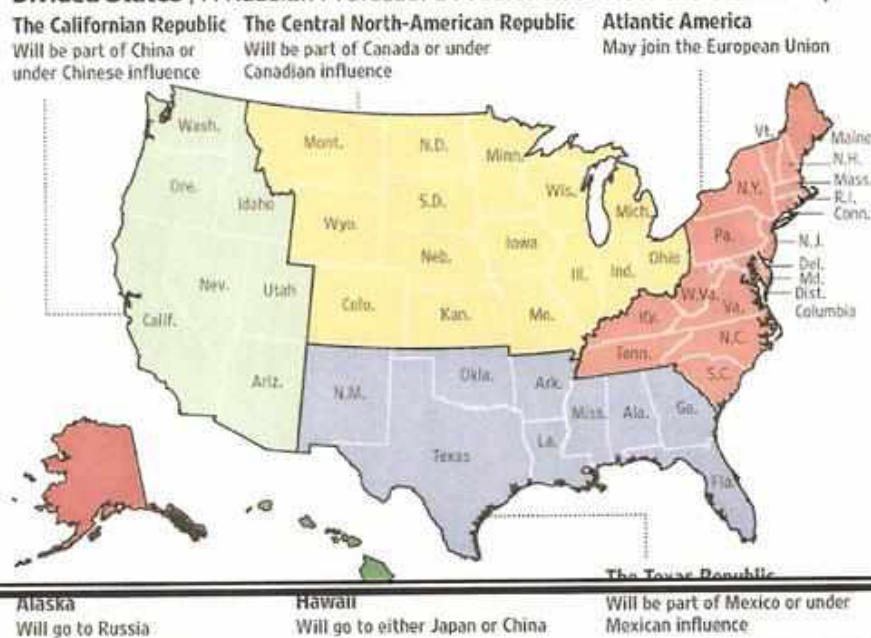 Divided States
The Californian Republic
Will be part of China or
under Chinese influence
The Central North-American Republic
Will be part of Canada or under
Canadian influence
Atlantic America
May join the European Union
Wash.
Mont.
N.D.
Minn.
Vt.
Maine
N.H.
Mass.
R.I.
Conn.
Ore.
Idaho
S.D.
Wis.
Mich.
N.Y.
Wyo.
Iowa
Pa.
N.J.
Neb.
Ill.
Ind.
Ohio
Del.
Md.
Dist.
Columbia
Nev.
Utah
W.Va.
Va.
Calif.
Colo.
Kan.
Mo.
Ky.
N.C.
Tenn.
S.C.
Ariz.
N.M.
Okla.
Ark.
Miss.
Ala.
Ga.
Texas
La.
Fla.
The Texas Republic
Will be part of Mexico or under
Mexican influence
Alaska
Will go to Russia
Hawaii
Will go to either Japan or China